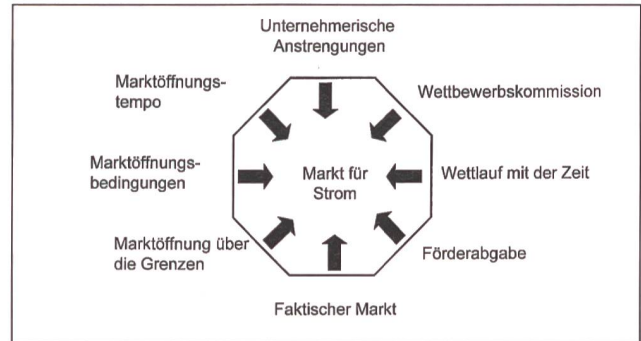 Unternehmerische
Anstrengungen
Marktöffnungs-
tempo
Wettbewerbskommission
Marktöffnungs-
bedingungen
Markt für
Strom
Wettlauf mit der Zeit
Marktöffnung über
die Grenzen
Förderabgabe
Faktischer Markt